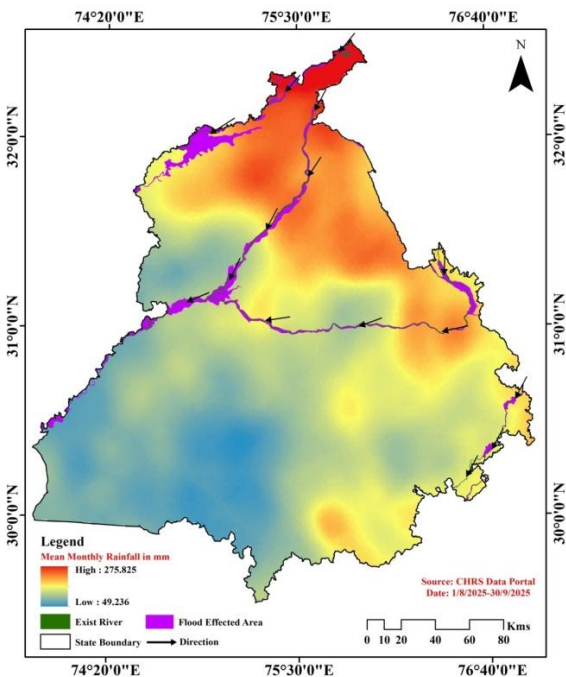 74°20'0"E 75°30'0"E 76°40'0"E
N
32°0'0"N 32°0'0"N
31°0'0"N 31°0'0"N
30°0'0"N 30°0'0"N
Legend
Mean Monthly Rainfall in mm
High : 275.825
Low : 49.236
Exist River Flood Effected Area
State Boundary Direction
Source: CHRS Data Portal
Date: 1/8/2025-30/9/2025
Kms
0 10 20 40 60 80
74°20'0"E 75°30'0"E 76°40'0"E